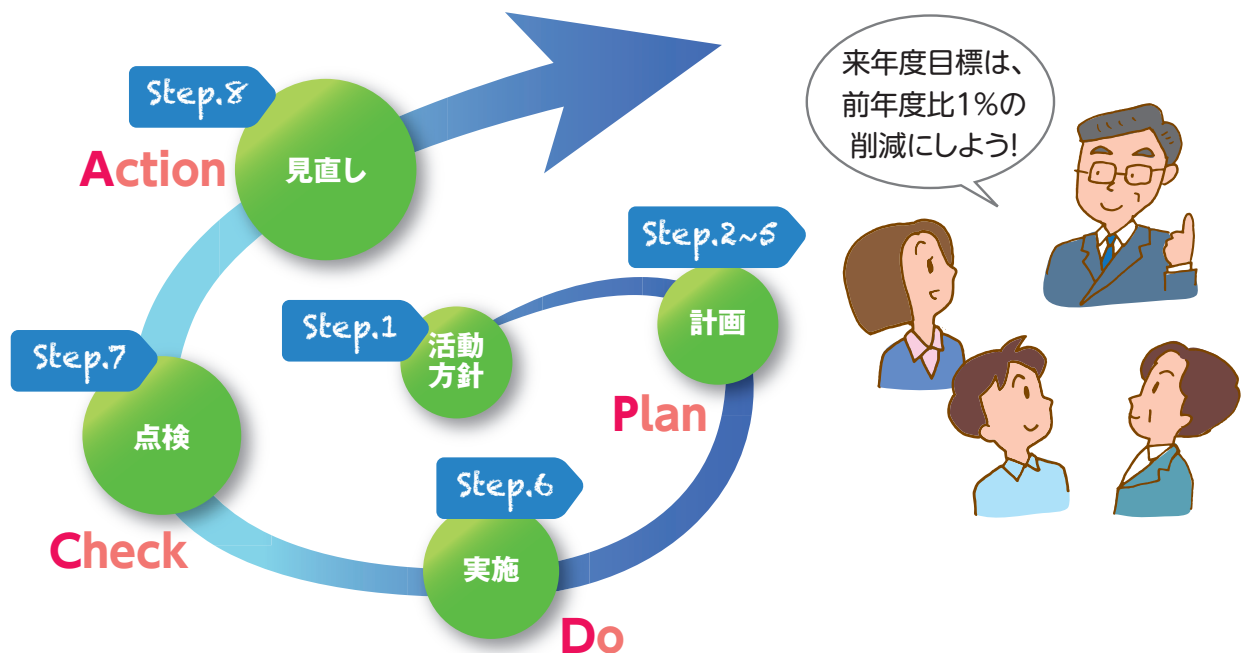 Step.1
活動
方針
Step.2~5
計画
Plan
Step.6
実施
Do
Step.7
点検
Check
Step.8
見直し
Action
来年度目標は、
前年度比1%の
削減にしよう!